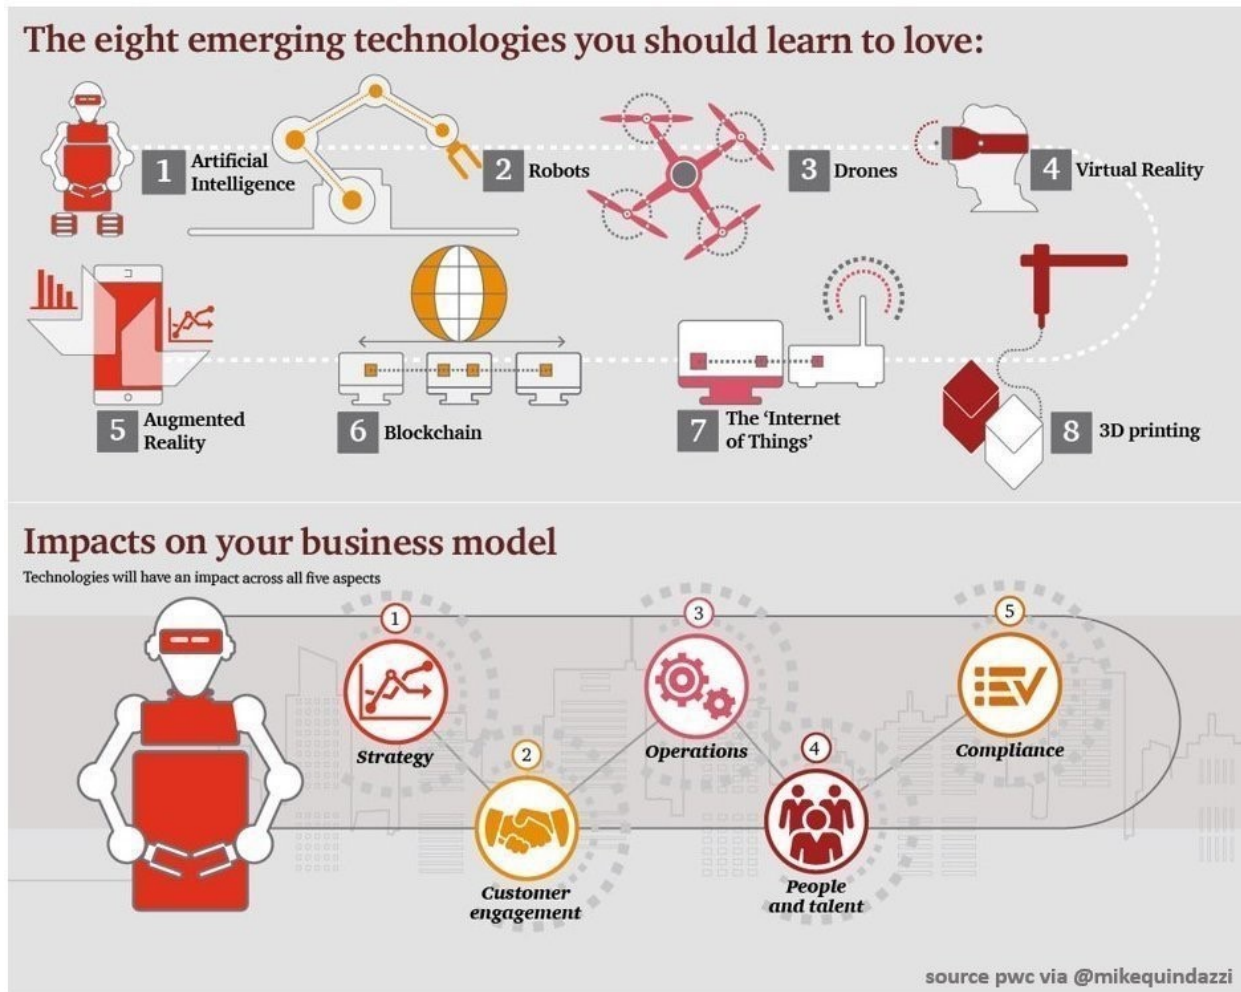 The eight emerging technologies you should learn to love:
1 Artificial
Intelligence
2 Robots
3 Drones
4 Virtual Reality
5 Augmented
Reality
6 Blockchain
7 The 'Internet
of Things'
8 3D printing
Impacts on your business model
Technologies will have an impact across all five aspects
1
Strategy
2
Customer
engagement
3
Operations
4
People
and talent
5
Compliance
source pwc via @mikequindazzi